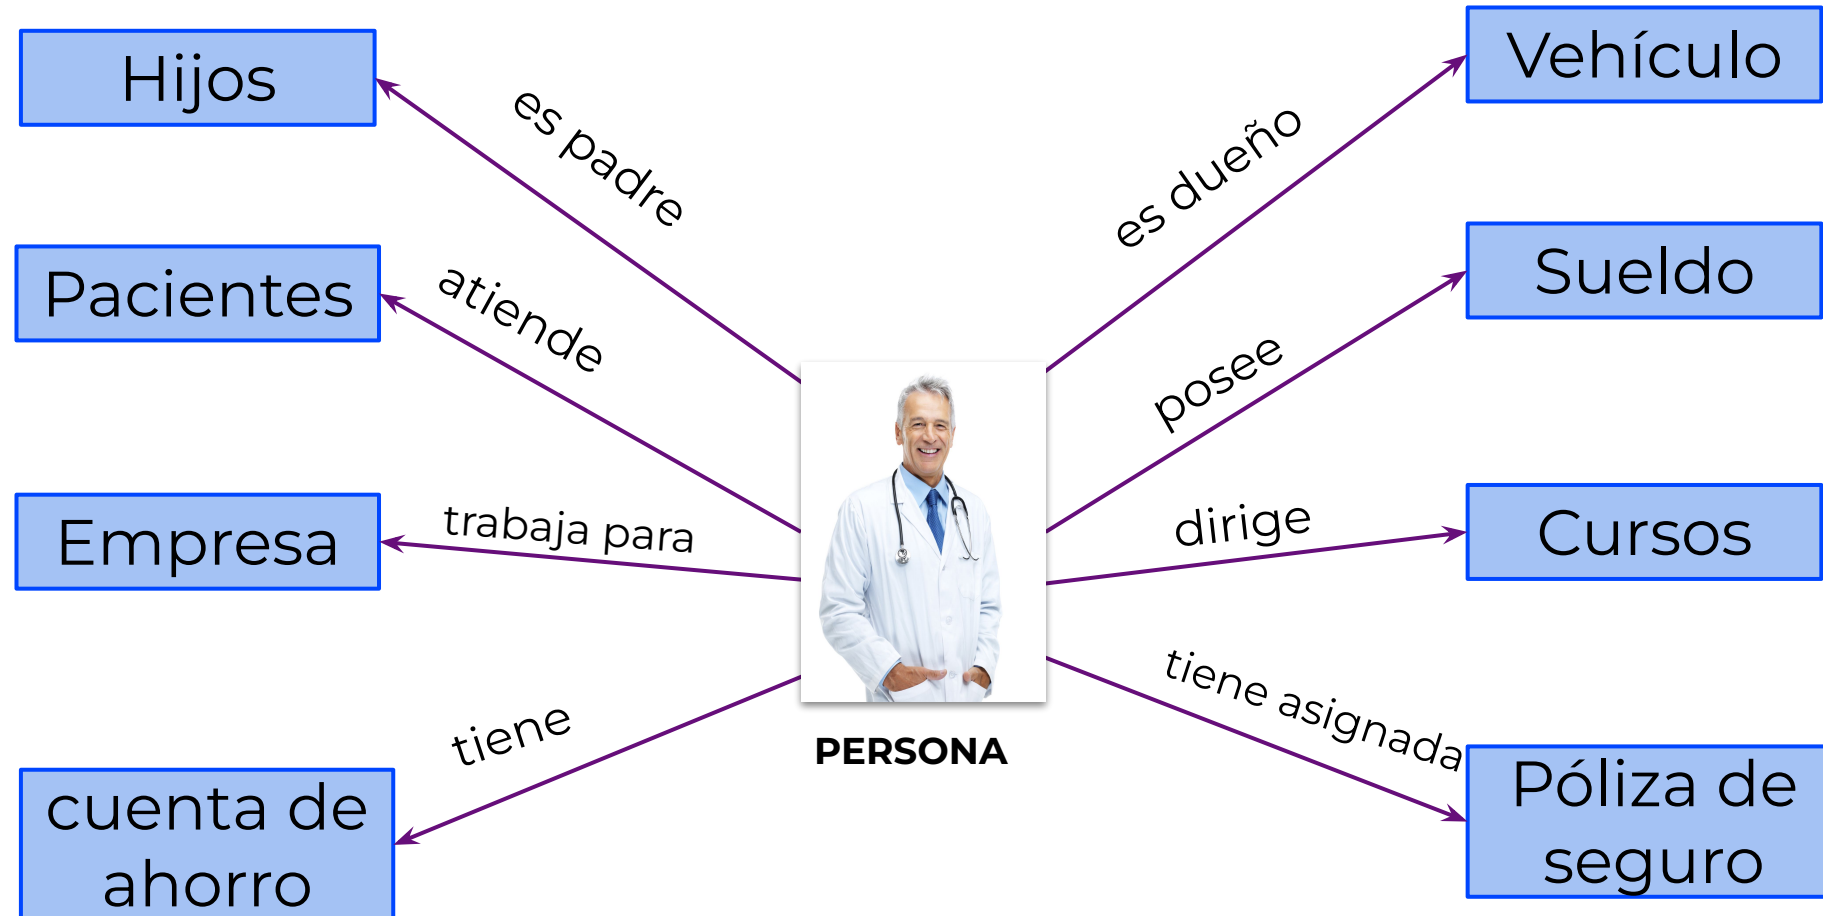 Hijos
es padre
Pacientes
atiende
Empresa
trabaja para
cuenta de
ahorro
tiene
PERSONA
Vehículo
es dueño
Sueldo
posee
Cursos
dirige
Póliza de
seguro
tiene asignada